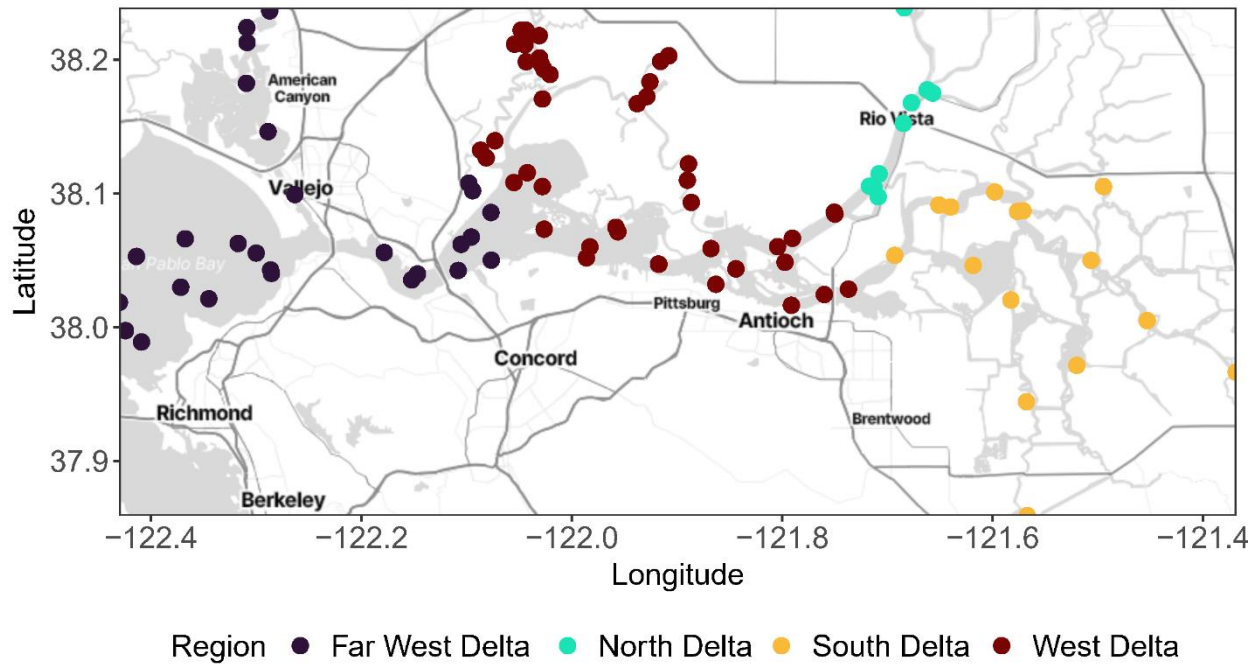 38.2
American
Canyon
Rio Vista
38.1
Vallejo
an Pablo Bay
Latitude
38.0
Pittsburg
Antioch
Concord
Richmond
Brentwood
37.9
Berkeley
−122.4 −122.2 −122.0 −121.8 −121.6 −121.4
Longitude
Region Far West Delta North Delta South Delta West Delta